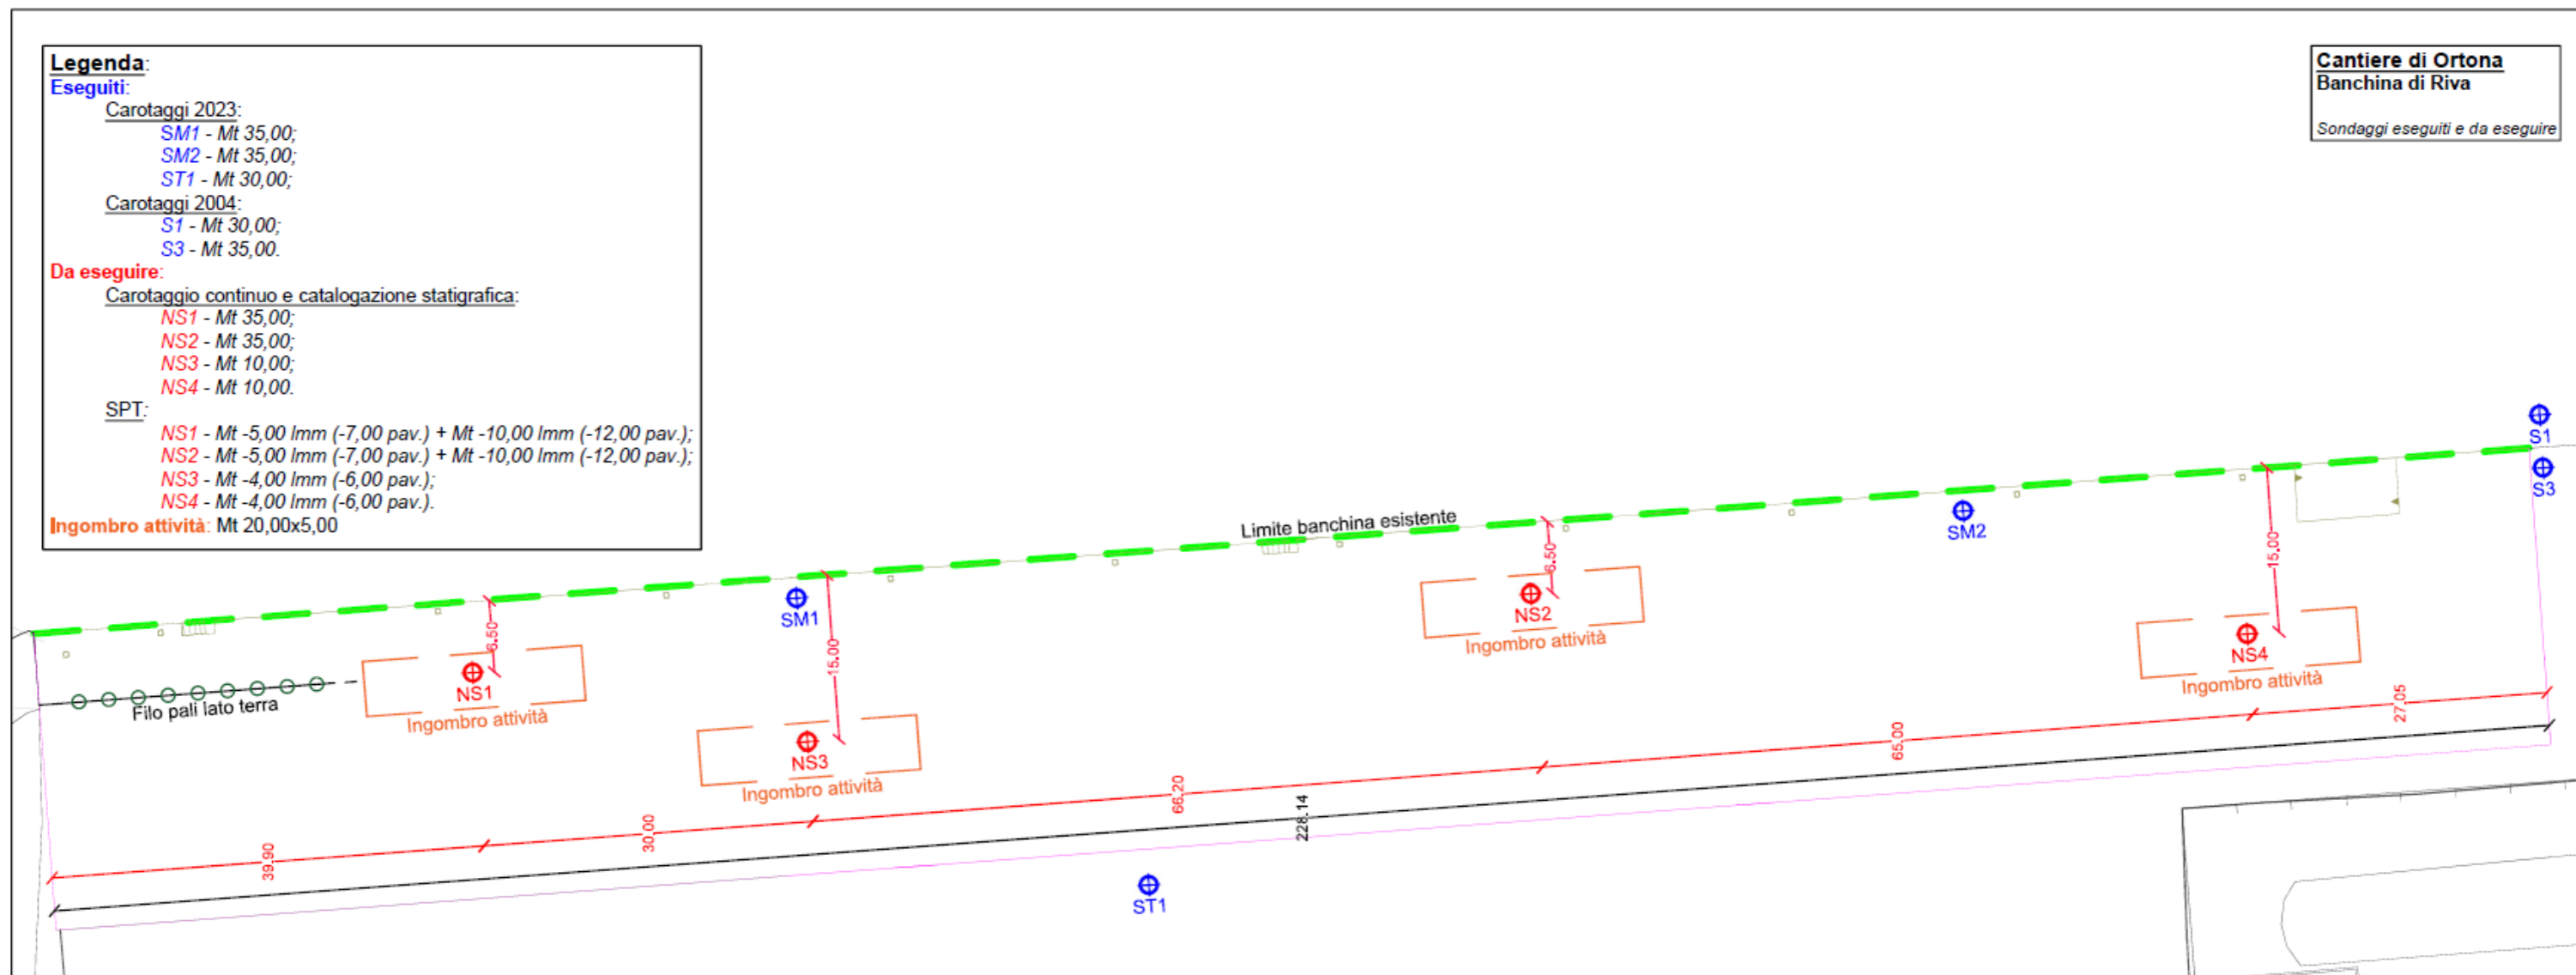 Legenda:
Eseguiti:
Carotaggi 2023:
SM1 - Mt 35,00;
SM2 - Mt 35,00;
ST1 - Mt 30,00;
Carotaggi 2004:
S1 - Mt 30,00;
S3 - Mt 35,00.
Da eseguire:
Carotaggio continuo e catalogazione statigrafica:
NS1 - Mt 35,00;
NS2 - Mt 35,00;
NS3 - Mt 10,00;
NS4 - Mt 10,00.
SPT:
NS1 - Mt -5,00 lmm (-7,00 pav.) + Mt -10,00 lmm (-12,00 pav.);
NS2 - Mt -5,00 lmm (-7,00 pav.) + Mt -10,00 lmm (-12,00 pav.);
NS3 - Mt -4,00 lmm (-6,00 pav.);
NS4 - Mt -4,00 lmm (-6,00 pav.).
Ingombro attività: Mt 20,00x5,00
Cantiere di Ortona
Banchina di Riva
Sondaggi eseguiti e da eseguire
S1
S3
Limite banchina esistente
SM2
SM1
6.50
15.00
6.50
15.00
NS1
Ingombro attività
NS2
Ingombro attività
NS4
Ingombro attività
Filo pali lato terra
NS3
Ingombro attività
39.90
30.00
66.20
65.00
27.05
228.14
ST1